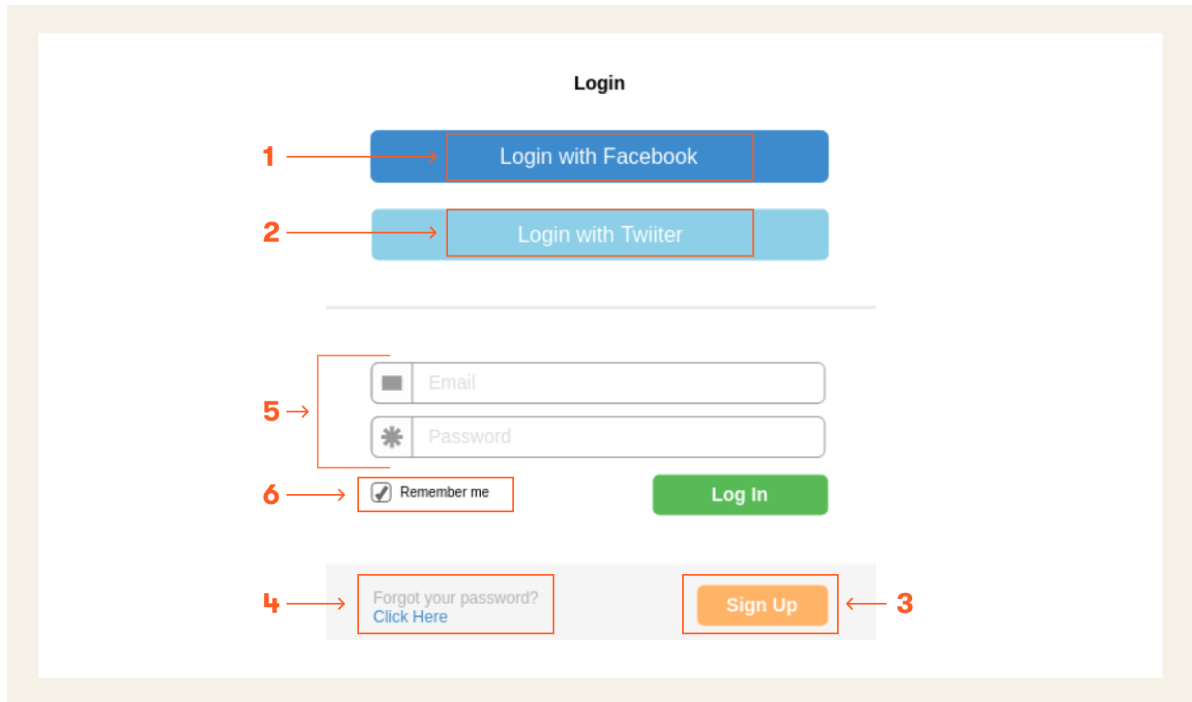 Login
1
Login with Facebook
2
Login with Twiiter
Email
5
Password
6
Remember me
Log In
4
Forgot your password?
Click Here
Sign Up
3